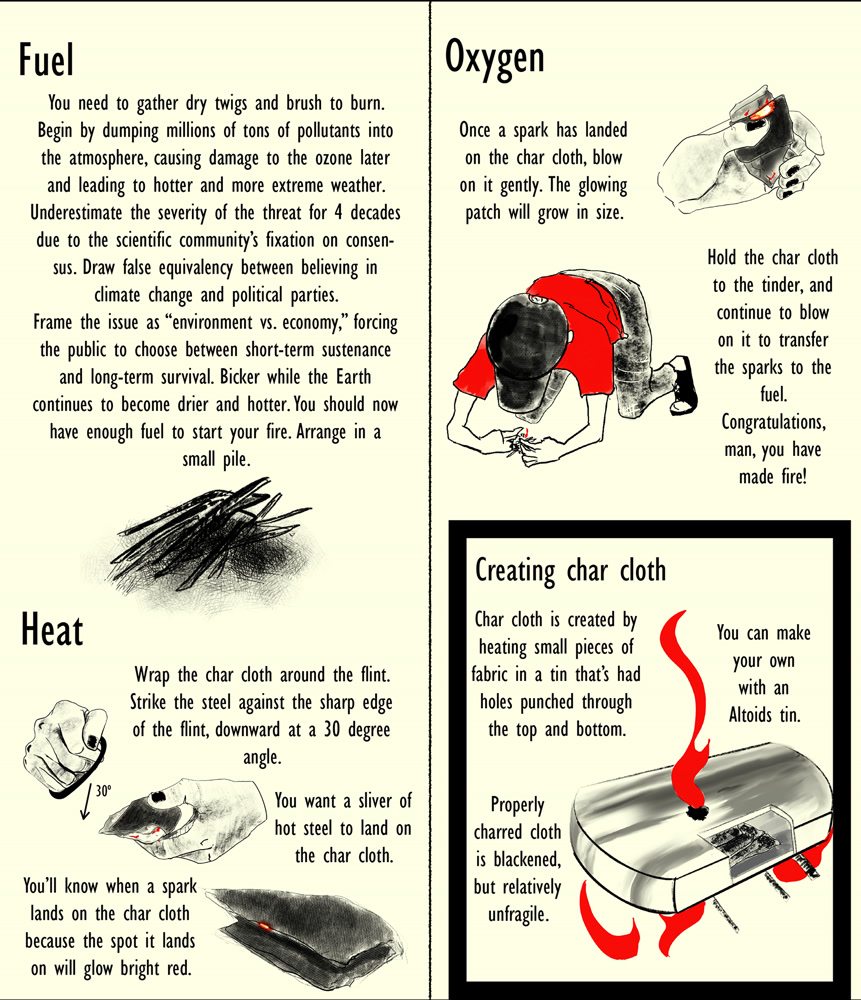 Fuel
You need to gather dry twigs and brush to burn.
Begin by dumping millions of tons of pollutants into
the atmosphere, causing damage to the ozone later
and leading to hotter and more extreme weather.
Underestimate the severity of the threat for 4 decades
due to the scientific community's fixation on consen-
sus. Draw false equivalency between believing in
climate change and political parties.
Frame the issue as “environment vs. economy,” forcing
the public to choose between short-term sustenance
and long-term survival. Bicker while the Earth
continues to become drier and hotter. You should now
have enough fuel to start your fire. Arrange in a
small pile.
Heat
Wrap the char cloth around the flint.
Strike the steel against the sharp edge
of the flint, downward at a 30 degree
angle.
30°
You want a sliver of
hot steel to land on
the char cloth.
You'll know when a spark
lands on the char cloth
because the spot it lands
on will glow bright red.
Oxygen
Once a spark has landed
on the char cloth, blow
on it gently. The glowing
patch will grow in size.
Hold the char cloth
to the tinder, and
continue to blow
on it to transfer
the sparks to the
fuel.
Congratulations,
man, you have
made fire!
Creating char cloth
Char cloth is created by
heating small pieces of
fabric in a tin that's had
holes punched through
the top and bottom.
You can make
your own
with an
Altoids tin.
Properly
charred cloth
is blackened,
but relatively
unfragile.